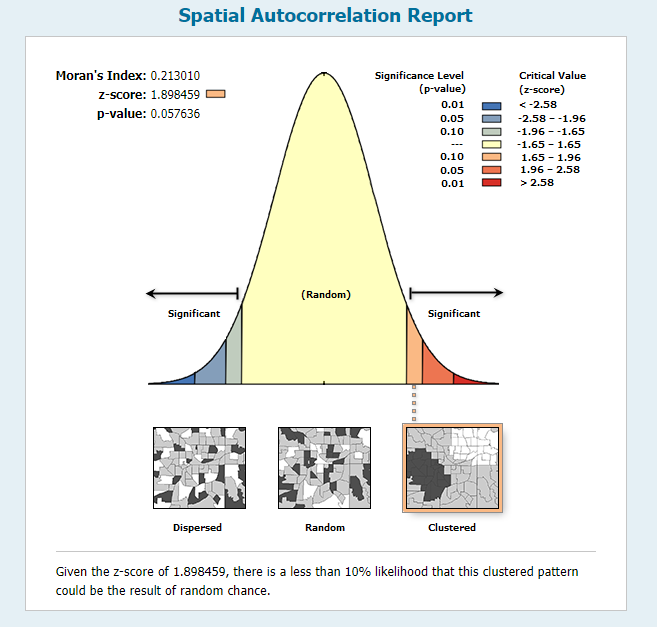 Spatial Autocorrelation Report
Moran's Index: 0.213010
z-score: 1.898459
p-value: 0.057636
Significance Level
(p-value)
Critical Value
(z-score)
0.01 < -2.58
0.05 -2.58 – -1.96
0.10 -1.96 – -1.65
--- -1.65 – 1.65
0.10 1.65 – 1.96
0.05 1.96 – 2.58
0.01 > 2.58
(Random)
Significant
Significant
Dispersed
Random
Clustered
Given the z-score of 1.898459, there is a less than 10% likelihood that this clustered pattern
could be the result of random chance.